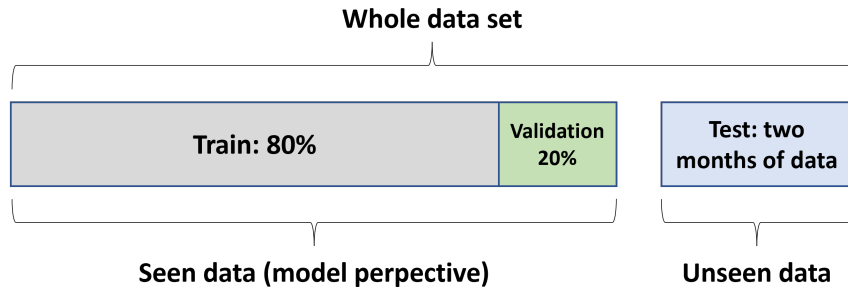 Whole data set
Train: 80%
Validation
20%
Test: two
months of data
Seen data (model perpective)
Unseen data